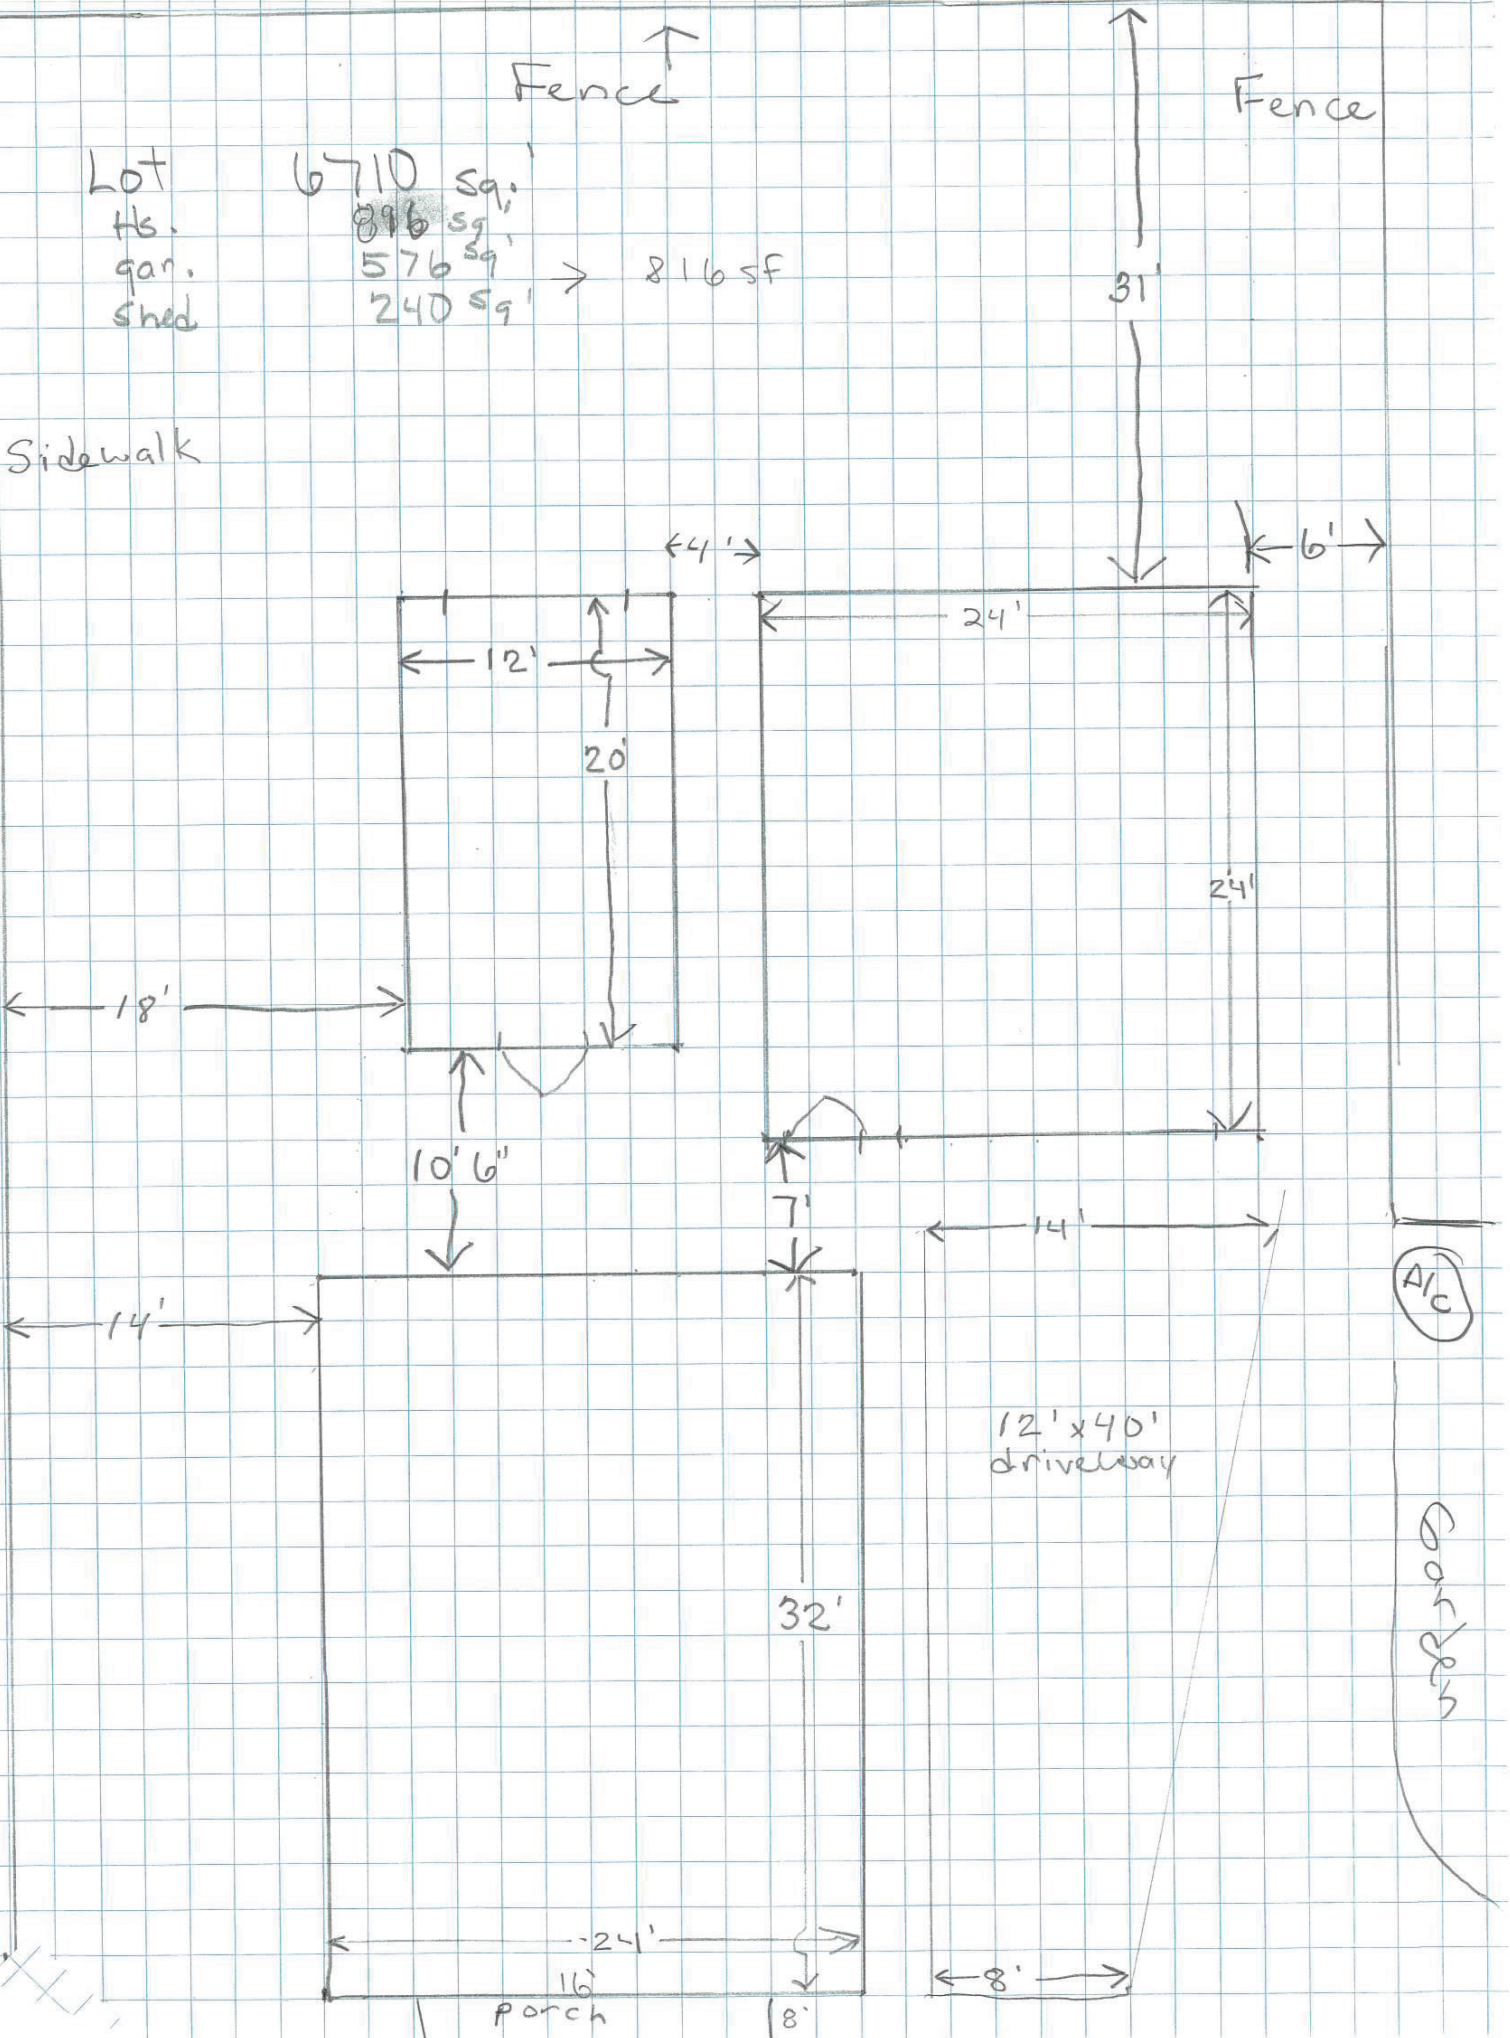 Fence
Fence
Lot 6710 sq.'
Hs. 896 sq'
gar. 576 sq' > 816 sf
shed 240 sq'
31'
Sidewalk
4'
6'
24'
12'
20'
24'
18'
10' 6"
7'
14'
14'
A/C
12' x 40'
driveway
Garden
32'
24'
16'
8'
porch
8'